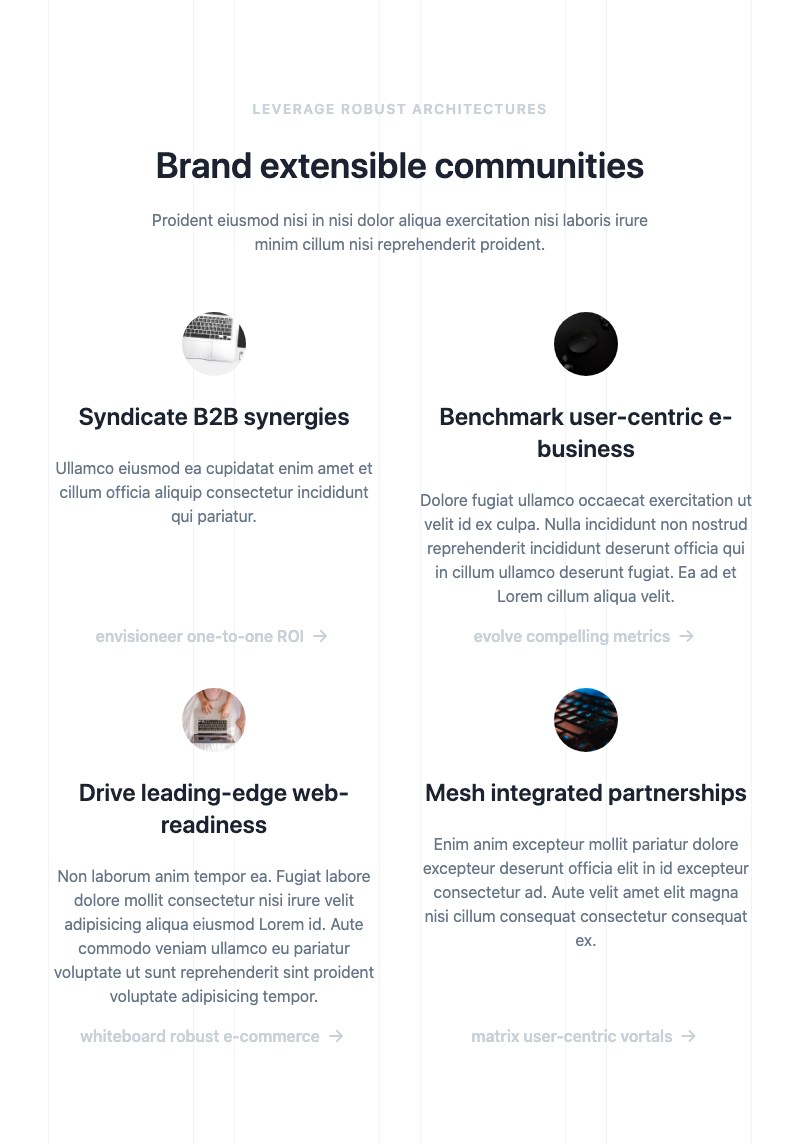 LEVERAGE ROBUST ARCHITECTURES
Brand extensible communities
Proident eiusmod nisi in nisi dolor aliqua exercitation nisi laboris irure
minim cillum nisi reprehenderit proident.
Syndicate B2B synergies
Ullamco eiusmod ea cupidatat enim amet et
cillum officia aliquip consectetur incididunt
qui pariatur.
envisioneer one-to-one ROI →
Benchmark user-centric e-
business
Dolore fugiat ullamco occaecat exercitation ut
velit id ex culpa. Nulla incididunt non nostrud
reprehenderit incididunt deserunt officia qui
in cillum ullamco deserunt fugiat. Ea ad et
Lorem cillum aliqua velit.
evolve compelling metrics →
Drive leading-edge web-
readiness
Non laborum anim tempor ea. Fugiat labore
dolore mollit consectetur nisi irure velit
adipisicing aliqua eiusmod Lorem id. Aute
commodo veniam ullamco eu pariatur
voluptate ut sunt reprehenderit sint proident
voluptate adipisicing tempor.
whiteboard robust e-commerce →
Mesh integrated partnerships
Enim anim excepteur mollit pariatur dolore
excepteur deserunt officia elit in id excepteur
consectetur ad. Aute velit amet elit magna
nisi cillum consequat consectetur consequat
ex.
matrix user-centric vortals →